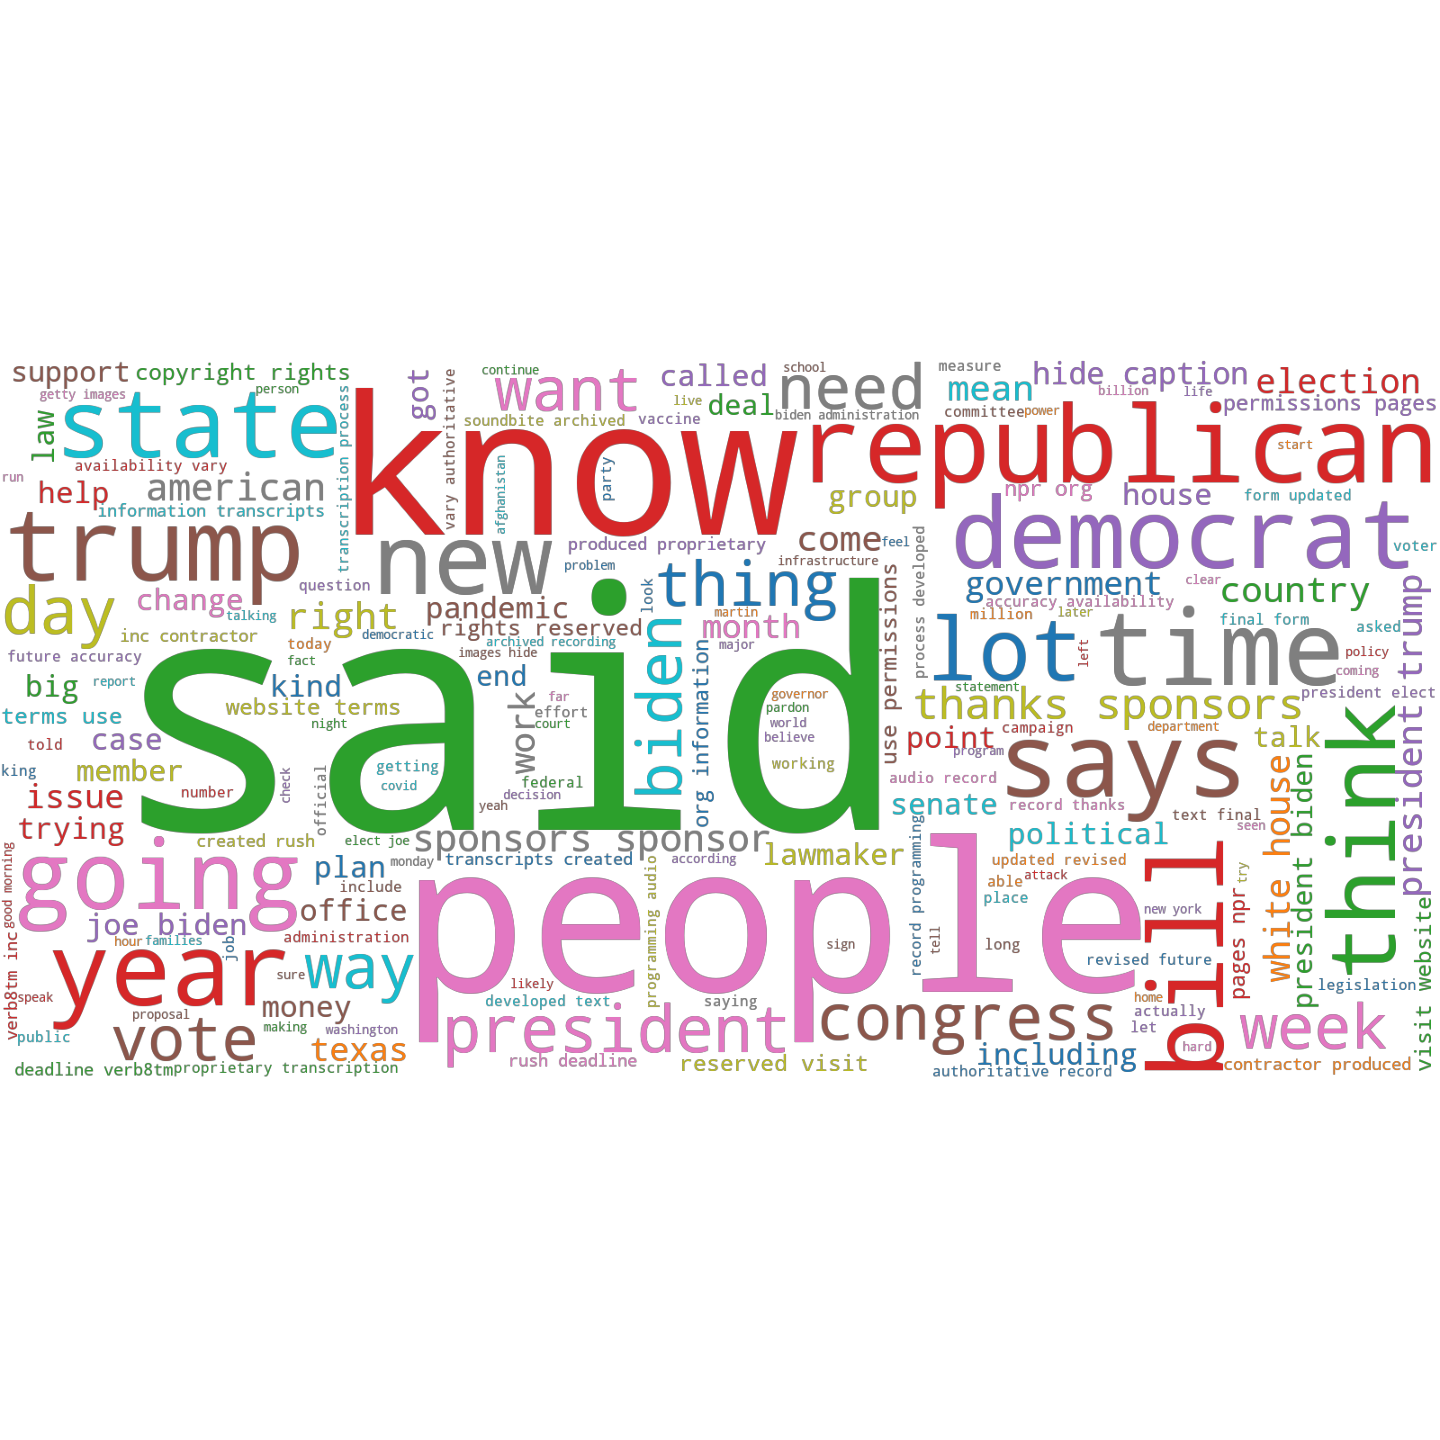 support
copyright rights
getty images
person
law
state
got
vary authoritative
transcription process
continue
want
called
live
deal
soundbite archived
vaccine
school
need
biden administration
measure
mean
committee
power
hide caption
billion
life
election
permissions pages
start
run
availability vary
help
american
information transcripts
know
afghanistan
party
republican
group
npr org
house
form updated
trump
new
produced proprietary
problem
come
feel
infrastructure
democrat
voter
day
change
talking
question
right
pandemic
rights reserved
democratic
archived recording
images hide
look
thing
martin
month
major
use permissions
process developed
government
accuracy availability
million
later
clear
country
final form
asked
policy
coming
president elect
president trump
inc contractor
today
fact
future accuracy
big
report
kind
website terms
night
end
far
effort
court
said
biden
org information
governor
pardon
world
believe
working
lot
left
time
statement
thanks sponsors
terms use
told
case
king
member
number
check
official
getting
covid
work
federal
decision
yeah
point
campaign
program
says
department
talk
think
audio record
senate
record thanks
issue
trying
created rush
elect joe
sponsors sponsor
monday
transcripts created
according
lawmaker
political
text final
seen
try
updated revised
able
attack
place
white house
president biden
good morning
going
plan
include
office
joe biden
hour
families
job
administration
sure
way
people
programming audio
sign
record programming
tell
long
new york
revised future
bill
pages npr
legislation
visit website
verb8tm inc
speak
year
public
proposal
vote
money
making
washington
texas
likely
developed text
president
rush deadline
saying
reserved visit
congress
home
actually
let
including
authoritative record
hard
week
contractor produced
deadline verb8tm
proprietary transcription